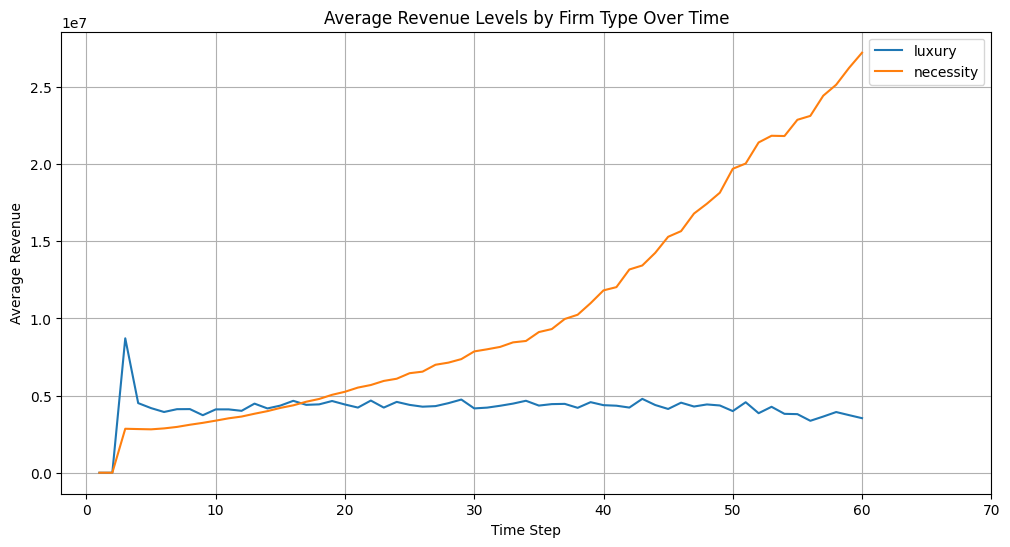 Average Revenue Levels by Firm Type Over Time
1e7
luxury
necessity
2.5
2.0
1.5
1.0
0.5
0.0
Average Revenue
0 10 20 30 40 50 60 70
Time Step